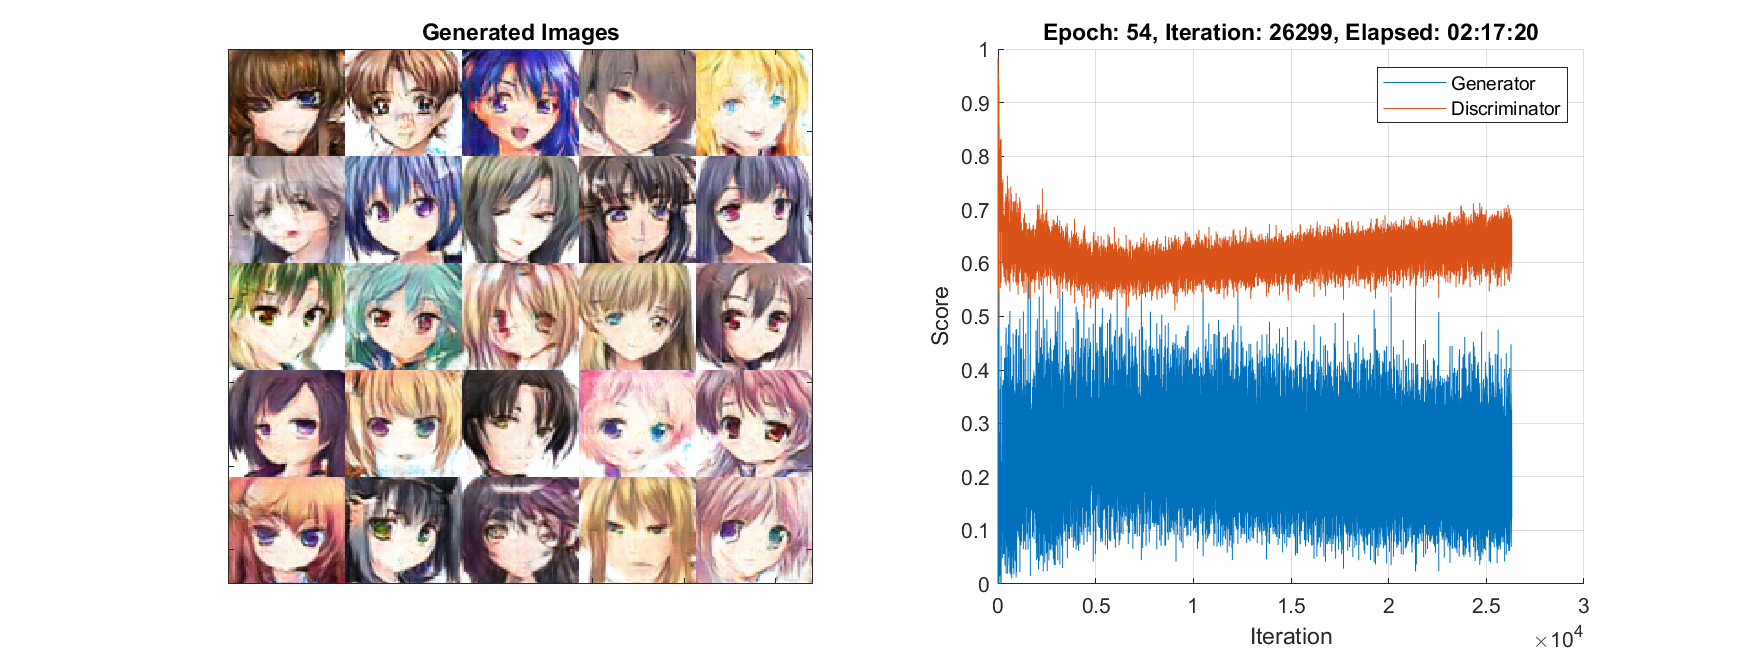 Generated Images
Epoch: 54, Iteration: 26299, Elapsed: 02:17:20
Generator
Discriminator
1
0.9
0.8
0.7
0.6
0.5
0.4
0.3
0.2
0.1
0
Score
0 0.5 1 1.5 2 2.5 3
Iteration
×10⁴